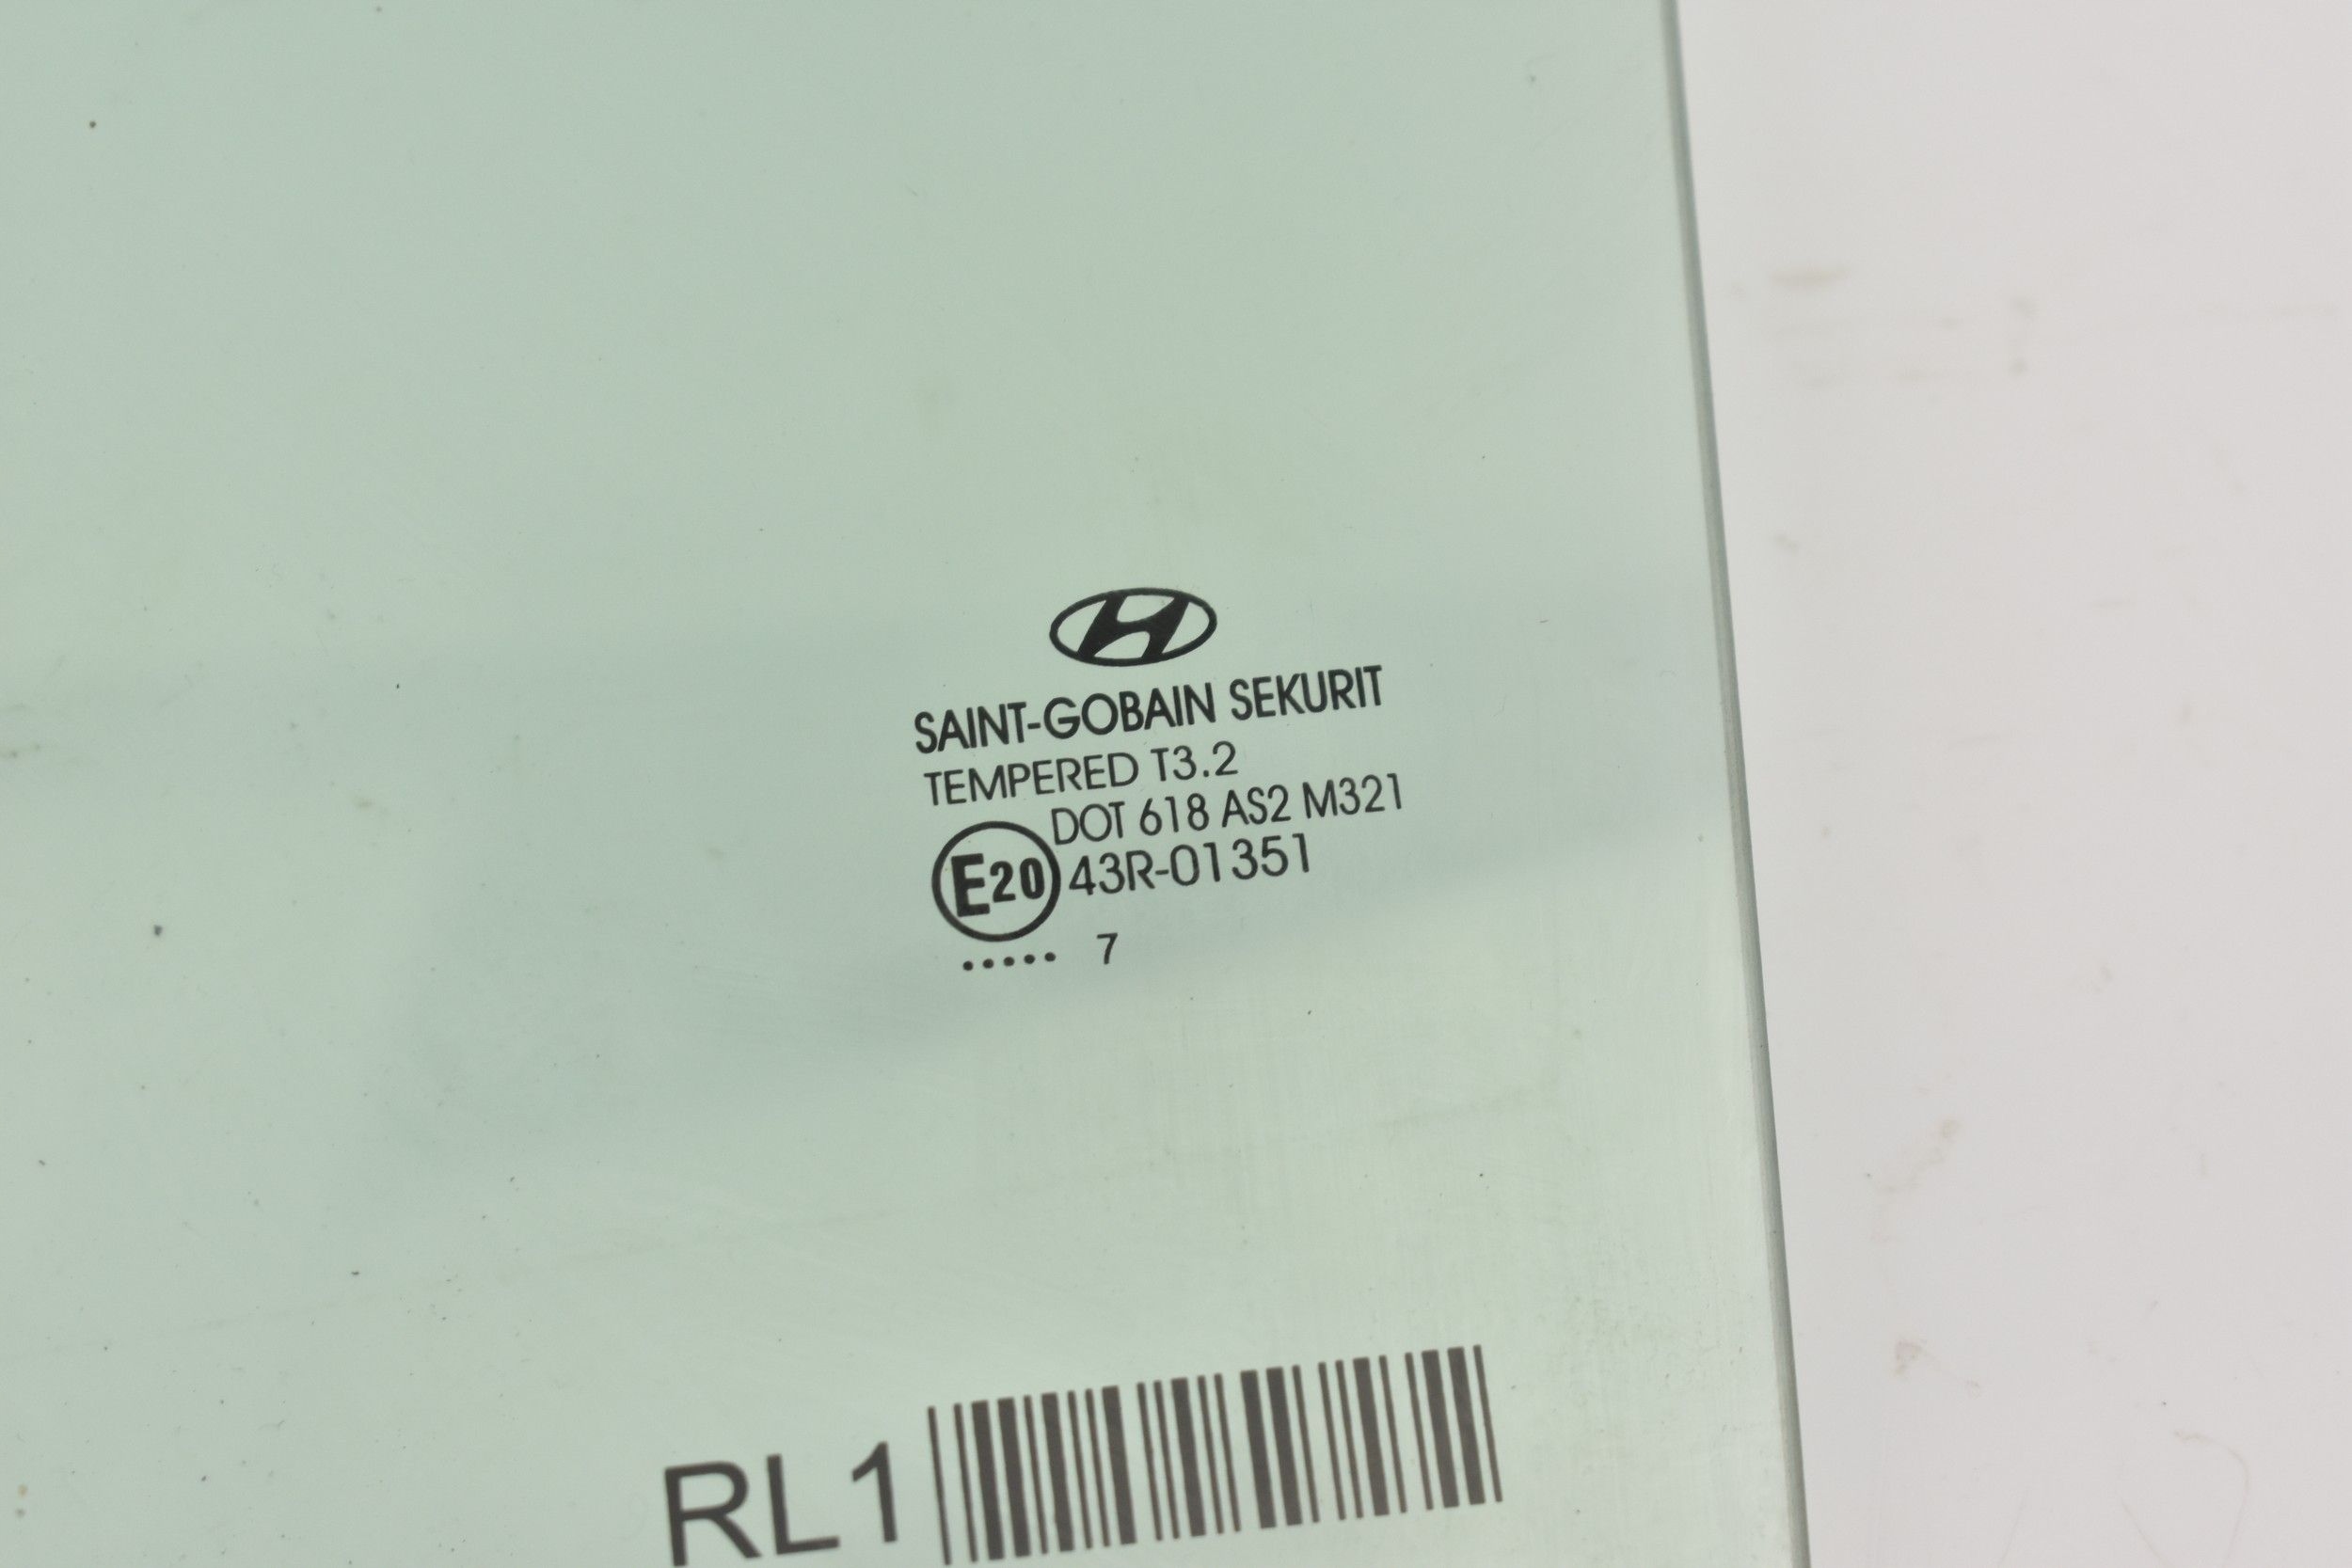 SAINT-GOBAIN SEKURIT
TEMPERED T3.2
DOT 618 AS2 M321
E20 43R-01351
..... 7
RL1